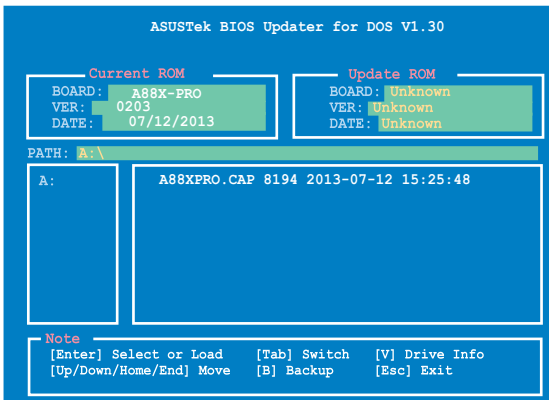 ASUSTek BIOS Updater for DOS V1.30
Current ROM
BOARD: A88X-PRO
VER: 0203
DATE: 07/12/2013
Update ROM
BOARD: Unknown
VER: Unknown
DATE: Unknown
PATH: A:\
A:
A88XPRO.CAP 8194 2013-07-12 15:25:48
Note
[Enter] Select or Load [Tab] Switch [V] Drive Info
[Up/Down/Home/End] Move [B] Backup [Esc] Exit